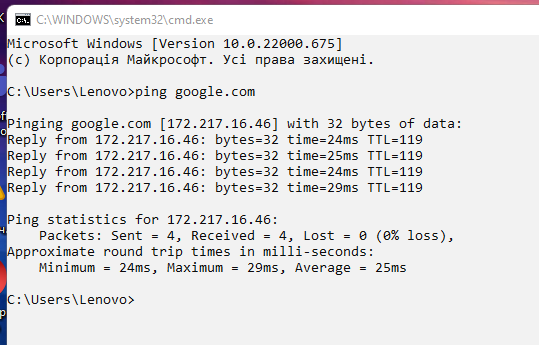 C:\WINDOWS\system32\cmd.exe
Microsoft Windows [Version 10.0.22000.675]
(c) Корпорація Майкрософт. Усі права захищені.
C:\Users\Lenovo>ping google.com
Pinging google.com [172.217.16.46] with 32 bytes of data:
Reply from 172.217.16.46: bytes=32 time=24ms TTL=119
Reply from 172.217.16.46: bytes=32 time=25ms TTL=119
Reply from 172.217.16.46: bytes=32 time=24ms TTL=119
Reply from 172.217.16.46: bytes=32 time=29ms TTL=119
Ping statistics for 172.217.16.46:
Packets: Sent = 4, Received = 4, Lost = 0 (0% loss),
Approximate round trip times in milli-seconds:
Minimum = 24ms, Maximum = 29ms, Average = 25ms
C:\Users\Lenovo>